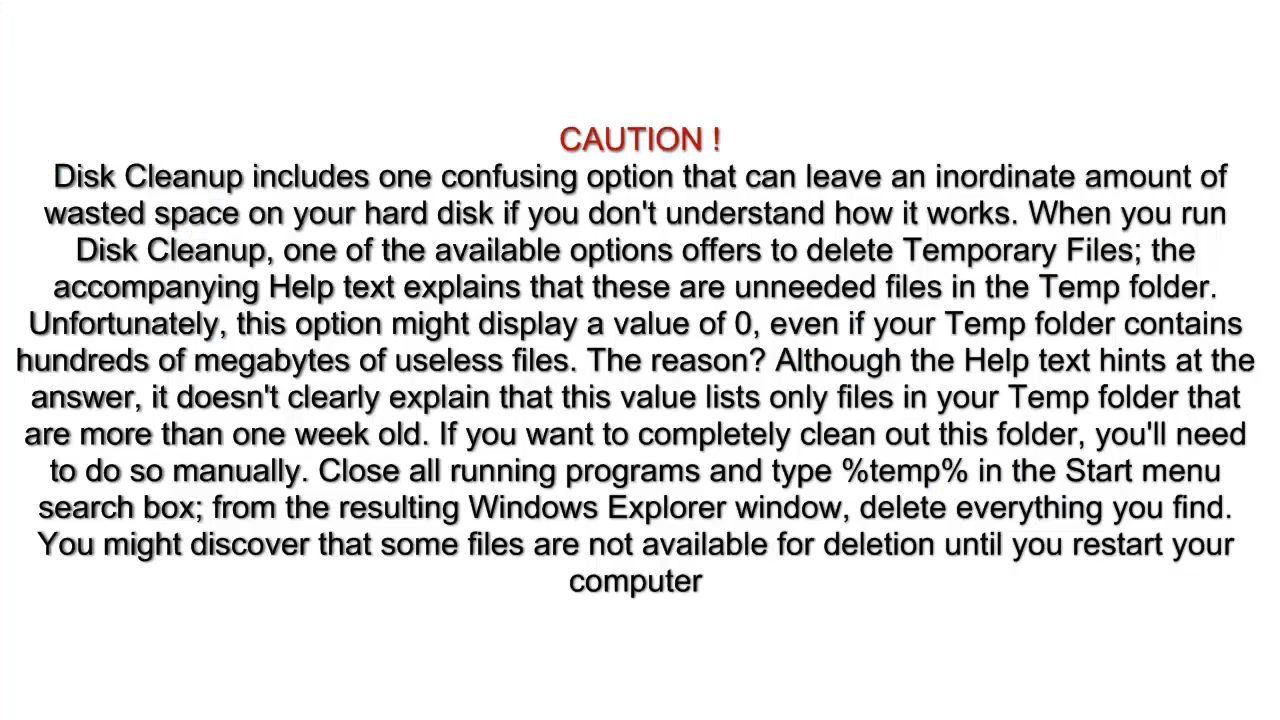 CAUTION !
Disk Cleanup includes one confusing option that can leave an inordinate amount of
wasted space on your hard disk if you don't understand how it works. When you run
Disk Cleanup, one of the available options offers to delete Temporary Files; the
accompanying Help text explains that these are unneeded files in the Temp folder.
Unfortunately, this option might display a value of 0, even if your Temp folder contains
hundreds of megabytes of useless files. The reason? Although the Help text hints at the
answer, it doesn't clearly explain that this value lists only files in your Temp folder that
are more than one week old. If you want to completely clean out this folder, you'll need
to do so manually. Close all running programs and type %temp% in the Start menu
search box; from the resulting Windows Explorer window, delete everything you find.
You might discover that some files are not available for deletion until you restart your
computer